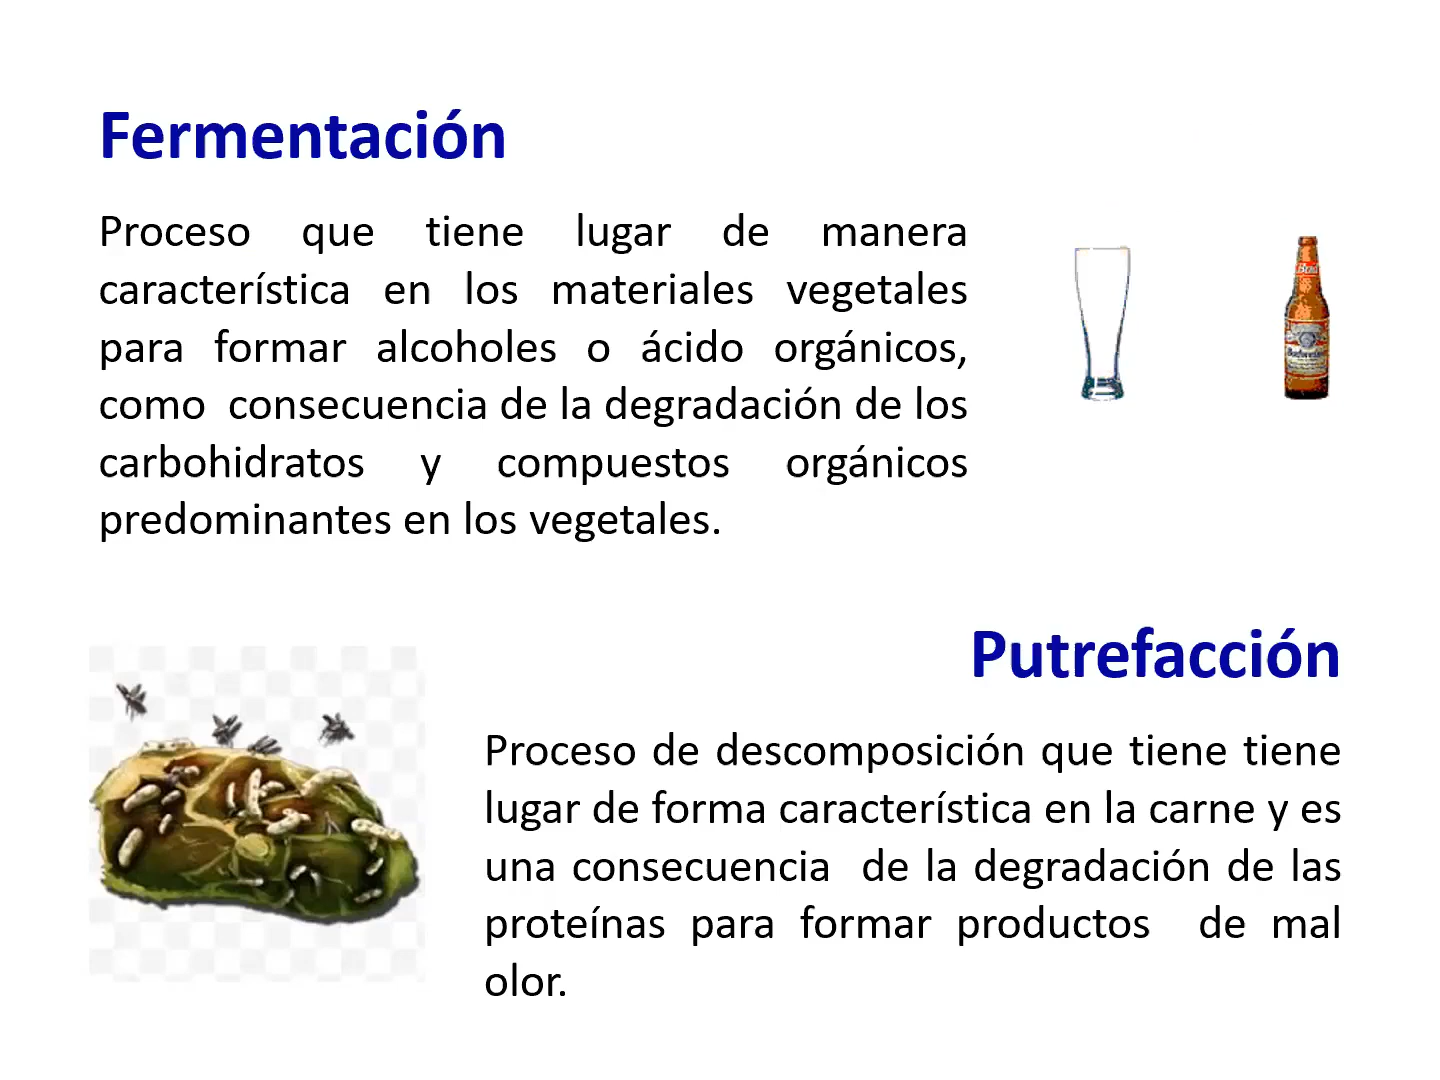 Fermentación
Proceso que tiene lugar de manera
característica en los materiales vegetales
para formar alcoholes o ácido orgánicos,
como consecuencia de la degradación de los
carbohidratos y compuestos orgánicos
predominantes en los vegetales.
Bud
Budweiser
Putrefacción
Proceso de descomposición que tiene tiene
lugar de forma característica en la carne y es
una consecuencia de la degradación de las
proteínas para formar productos de mal
olor.